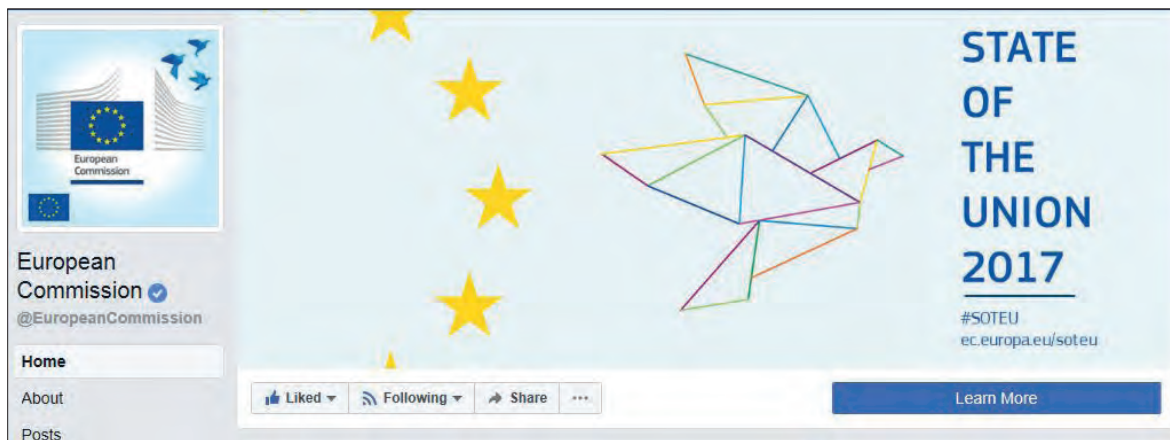 European
Commission
European
Commission
@EuropeanCommission
Home
About
Posts
STATE
OF
THE
UNION
2017
#SOTEU
ec.europa.eu/soteu
Liked
Following
Share
Learn More